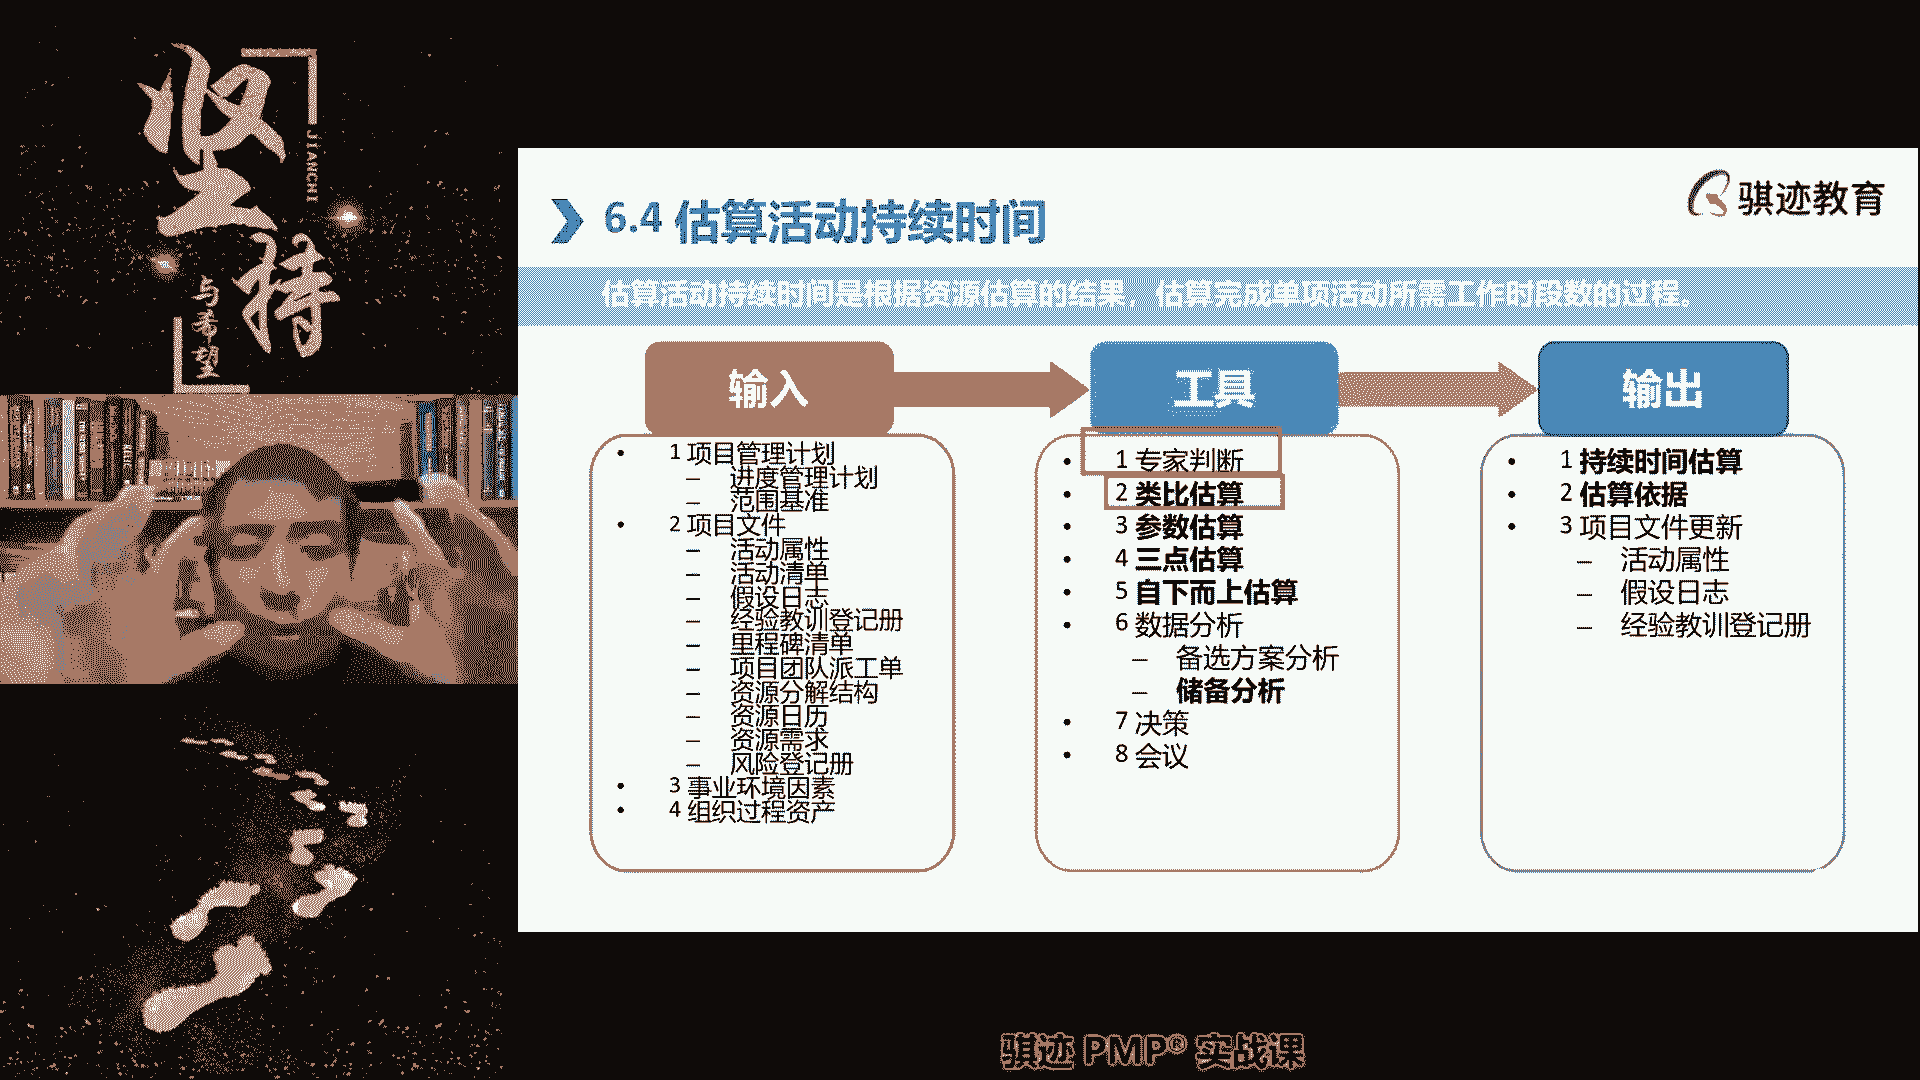 坚持
JIANCHI
与希望
骐迹教育
6.4 估算活动持续时间
估算活动持续时间是根据资源估算的结果，估算完成单项活动所需工作时段数的过程。
输入
• 1 项目管理计划
– 进度管理计划
– 范围基准
• 2 项目文件
– 活动属性
– 活动清单
– 假设日志
– 经验教训登记册
– 里程碑清单
– 项目团队派工单
– 资源分解结构
– 资源日历
– 资源需求
– 风险登记册
• 3 事业环境因素
• 4 组织过程资产
工具
• 1 专家判断
• 2 类比估算
• 3 参数估算
• 4 三点估算
• 5 自下而上估算
• 6 数据分析
– 备选方案分析
– 储备分析
• 7 决策
• 8 会议
输出
• 1 持续时间估算
• 2 估算依据
• 3 项目文件更新
– 活动属性
– 假设日志
– 经验教训登记册
骐迹 PMP® 实战课